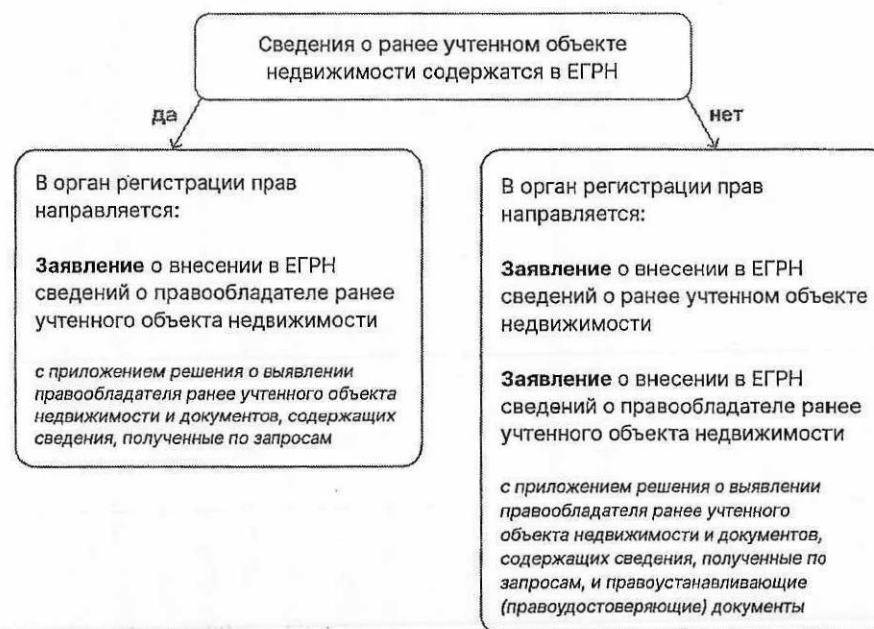 Сведения о ранее учтенном объекте
недвижимости содержатся в ЕГРН
да
нет
В орган регистрации прав
направляется:
Заявление о внесении в ЕГРН
сведений о правообладателе ранее
учтенного объекта недвижимости
с приложением решения о выявлении
правообладателя ранее учтенного объекта
недвижимости и документов, содержащих
сведения, полученные по запросам
В орган регистрации прав
направляется:
Заявление о внесении в ЕГРН
сведений о ранее учтенном объекте
недвижимости
Заявление о внесении в ЕГРН
сведений о правообладателе ранее
учтенного объекта недвижимости
с приложением решения о выявлении
правообладателя ранее учтенного
объекта недвижимости и документов,
содержащих сведения, полученные по
запросам, и правоустанавливающие
(правоудостоверяющие) документы